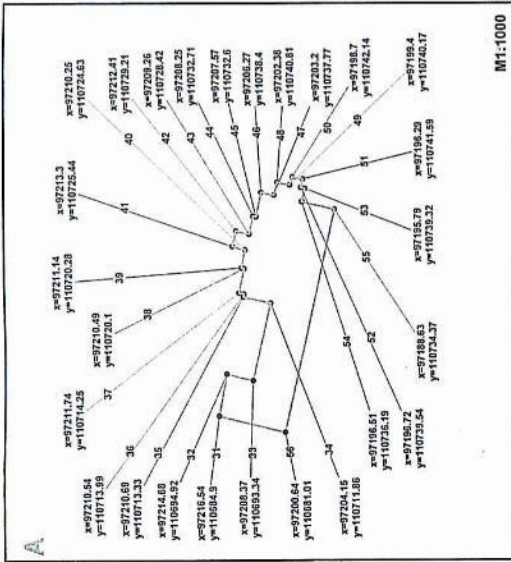 A
x=97210.54
y=110713.99
36
x=97211.74
y=110714.25
37
x=97210.49
y=110720.1
38
x=97211.14
y=110720.28
39
x=97213.3
y=110725.44
41
x=97210.25
y=110724.63
40
x=97212.41
y=110729.21
42
x=97209.26
y=110728.42
43
x=97208.25
y=110732.71
44
x=97207.57
y=110732.6
45
x=97206.27
y=110738.4
46
x=97202.38
y=110740.81
48
x=97203.2
y=110737.77
47
x=97198.7
y=110742.14
50
x=97199.4
y=110740.17
49
x=97210.69
y=110713.33
35
x=97214.68
y=110694.92
32
x=97216.54
y=110684.9
31
x=97208.37
y=110693.34
33
x=97200.64
y=110681.01
56
x=97204.15
y=110711.86
34
x=97196.51
y=110736.19
54
x=97196.72
y=110739.54
52
x=97188.63
y=110734.37
55
x=97195.79
y=110739.32
53
x=97196.29
y=110741.59
51
M1:1000